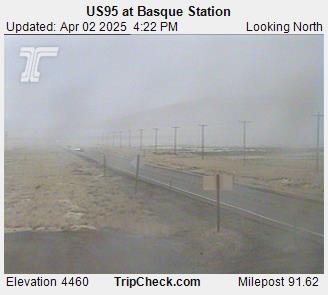 US95 at Basque Station
Updated: Apr 02 2025 4:22 PM Looking North
Elevation 4460 TripCheck.com Milepost 91.62